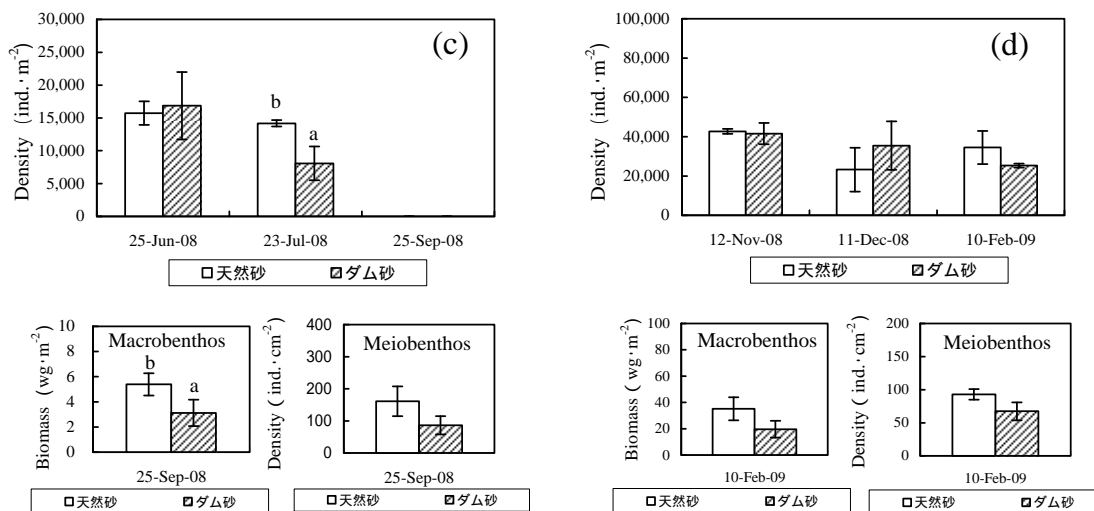 (c)
Density (ind.·m-2)
30,000
25,000
20,000
15,000
10,000
5,000
0
b
a
25-Jun-08
23-Jul-08
25-Sep-08
天然砂
ダム砂
(d)
Density (ind.·m-2)
100,000
80,000
60,000
40,000
20,000
0
12-Nov-08
11-Dec-08
10-Feb-09
天然砂
ダム砂
Macrobenthos
Biomass (wg·m-2)
10
8
6
4
2
0
b
a
25-Sep-08
天然砂
ダム砂
Meiobenthos
Density (ind.·cm-2)
400
300
200
100
0
25-Sep-08
天然砂
ダム砂
Macrobenthos
Biomass (wg·m-2)
100
80
60
40
20
0
10-Feb-09
天然砂
ダム砂
Meiobenthos
Density (ind.·cm-2)
200
150
100
50
0
10-Feb-09
天然砂
ダム砂